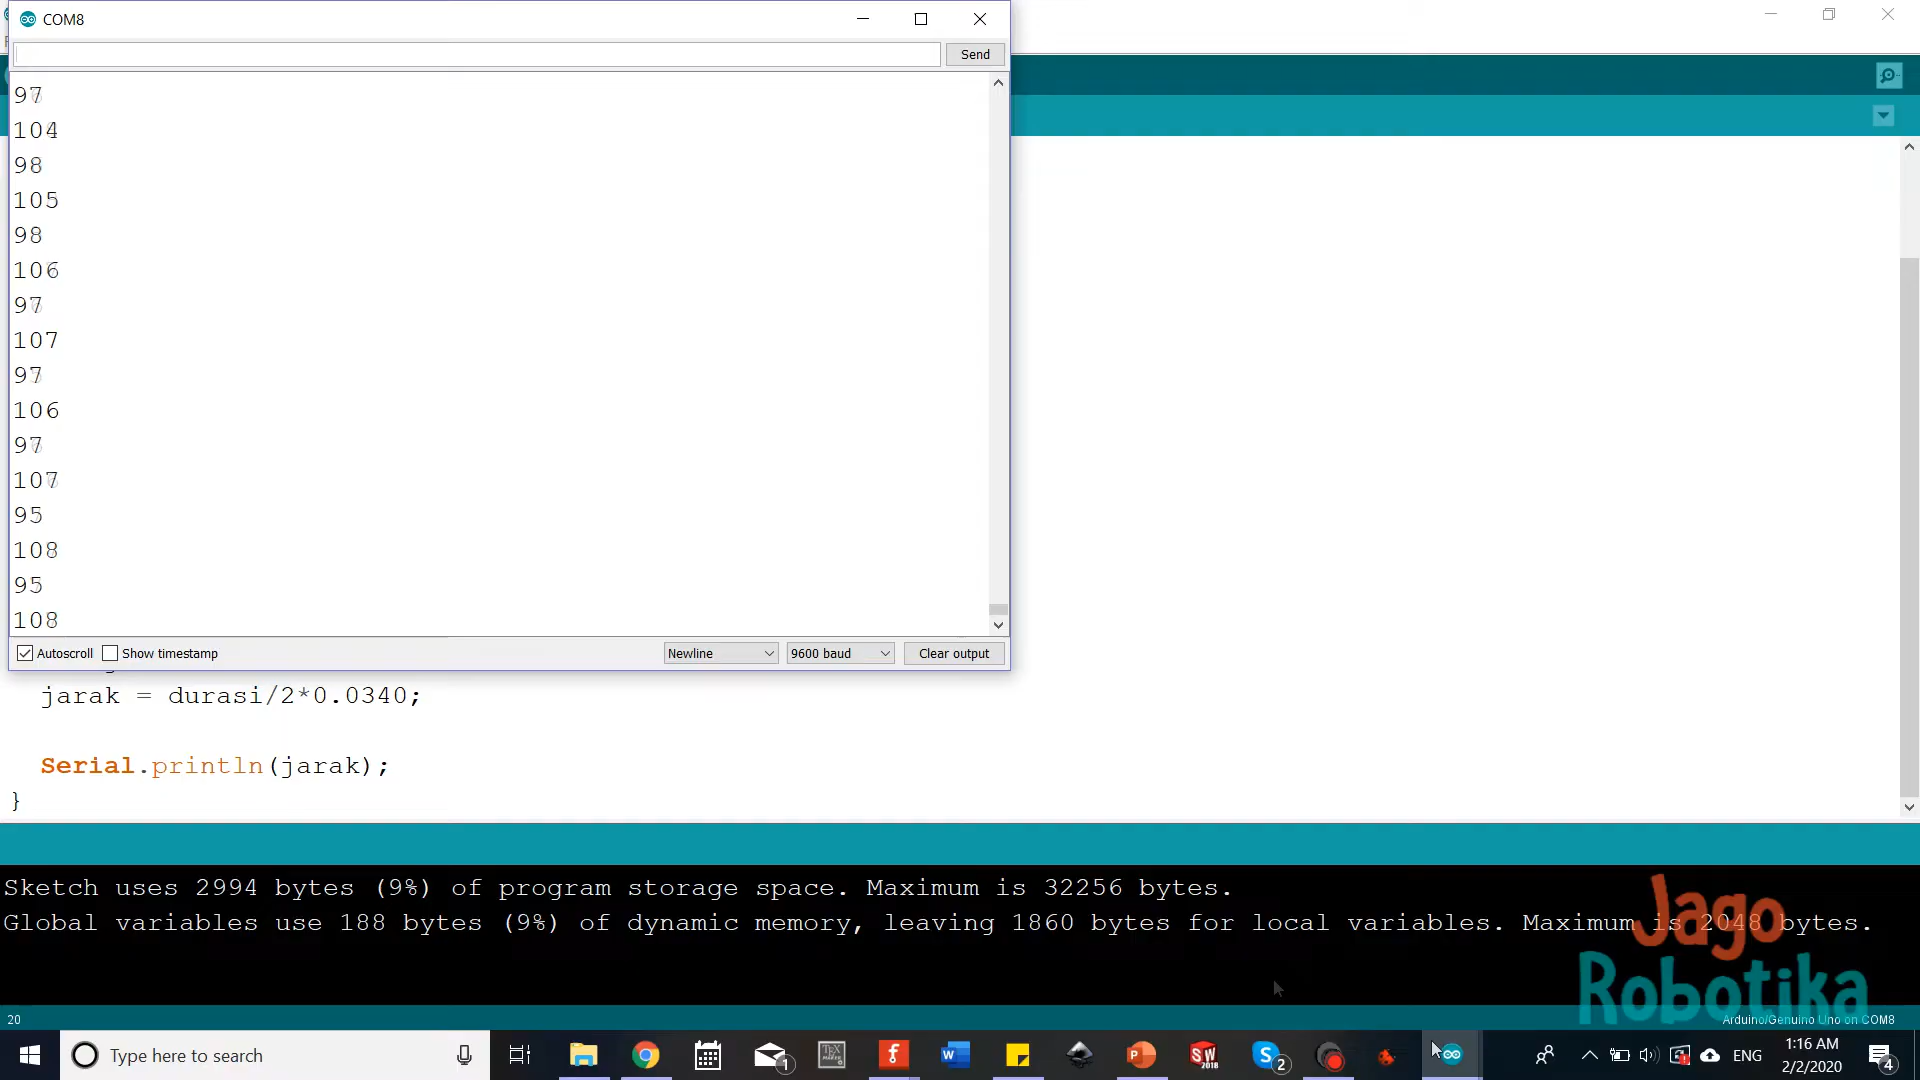 COM8
Send
97
104
98
105
98
106
97
107
97
106
97
107
95
108
95
108
Autoscroll Show timestamp Newline 9600 baud Clear output
jarak = durasi/2*0.0340;
Serial.println(jarak);
}
Sketch uses 2994 bytes (9%) of program storage space. Maximum is 32256 bytes.
Global variables use 188 bytes (9%) of dynamic memory, leaving 1860 bytes for local variables. Maximum is 2048 bytes.
Jago
Robotika
20
Arduino/Genuino Uno on COM8
Type here to search
1
2
ENG
1:16 AM
2/2/2020
4